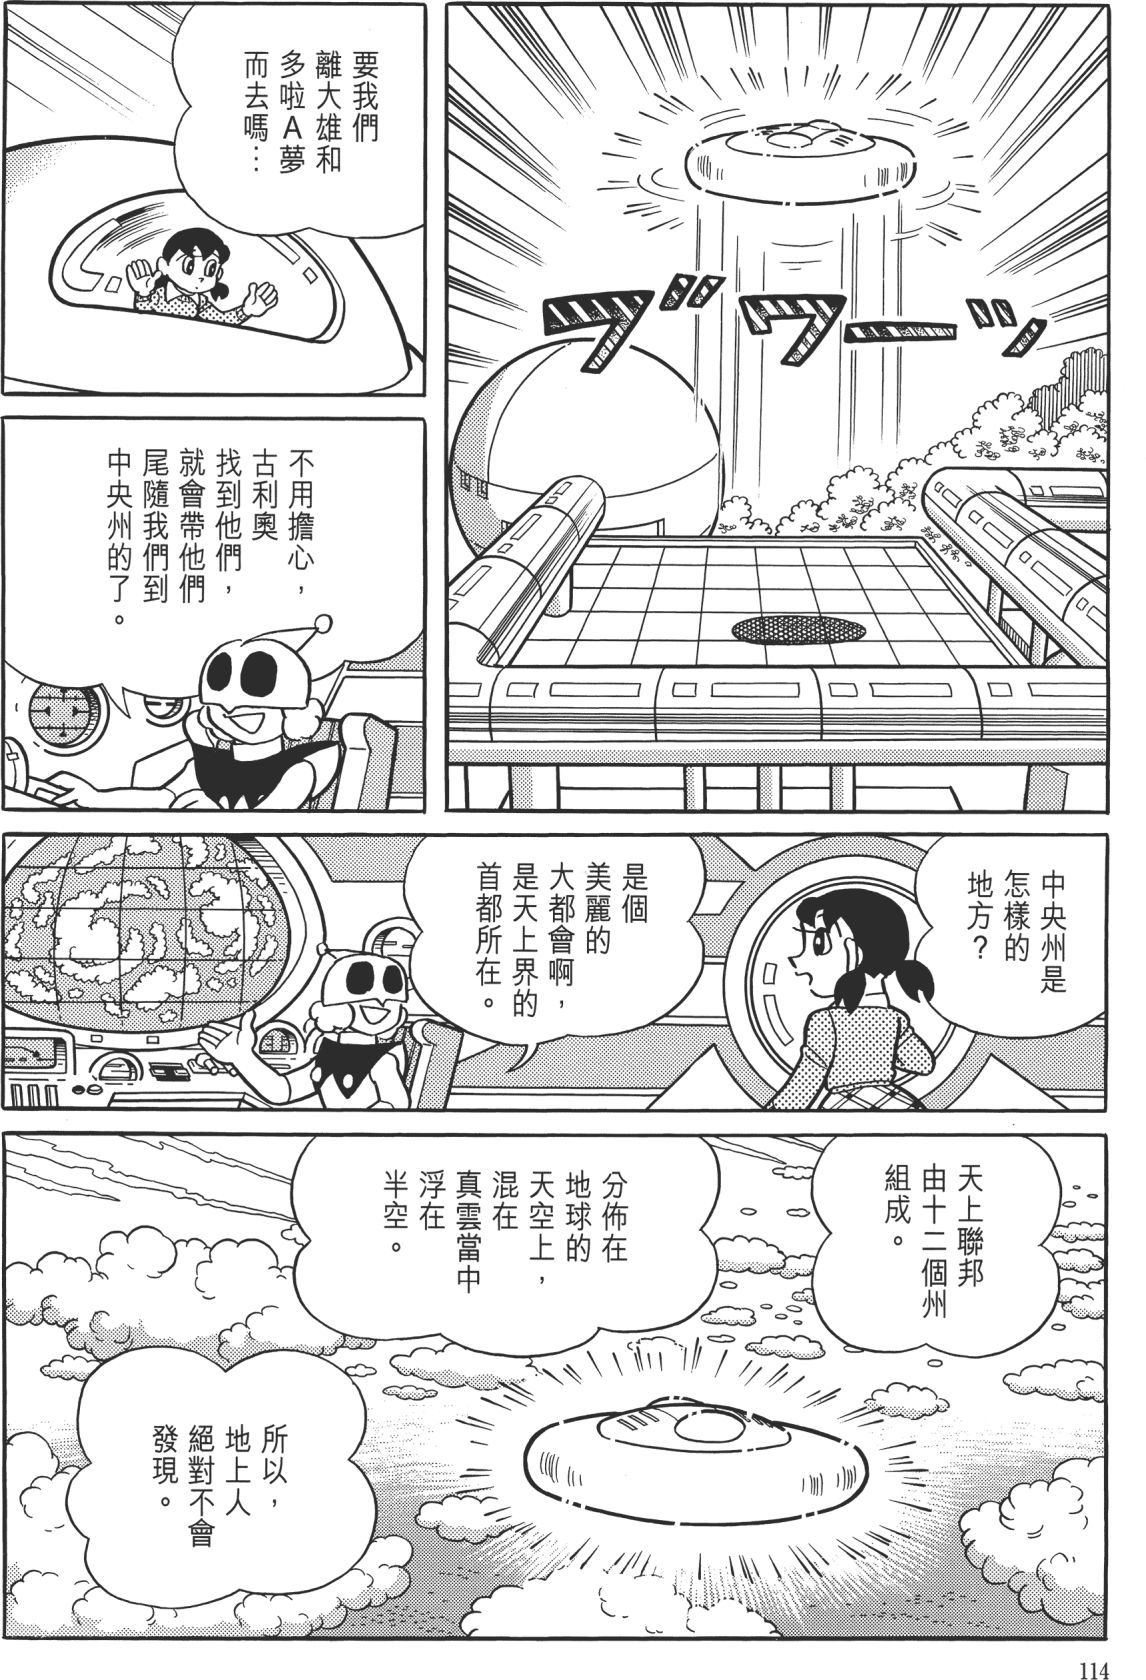 ブワーッ
要我們
離大雄和
多啦A夢
而去嗎…
不用擔心，
古利奧
找到他們，
就會帶他們
尾隨我們到
中央州的了。
中央州是
怎樣的
地方？
是個
美麗的
大都會啊，
是天上界的
首都所在。
天上聯邦
由十二個州
組成。
分佈在
地球的
天空上，
混在
真雲當中
浮在
半空。
所以，
地上人
絕對不會
發現。
114